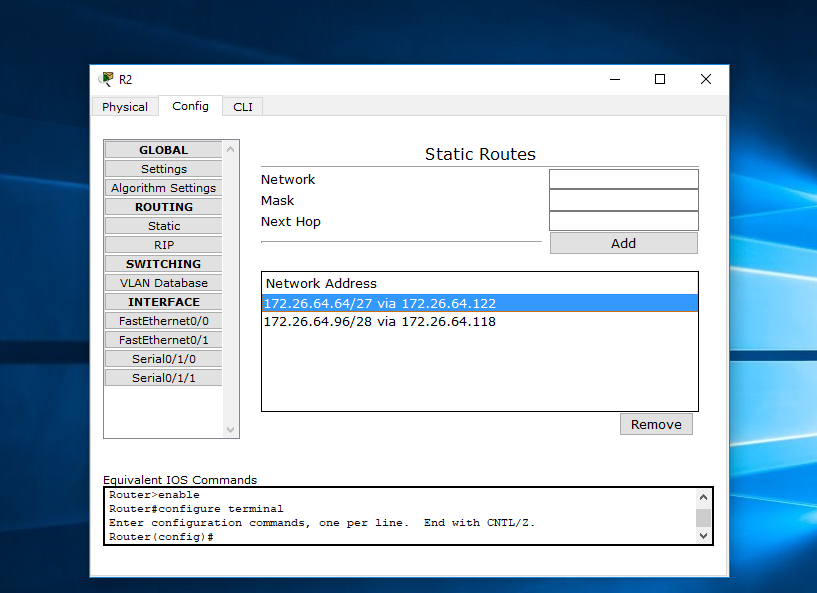 R2
Physical Config CLI
GLOBAL
Settings
Algorithm Settings
ROUTING
Static
RIP
SWITCHING
VLAN Database
INTERFACE
FastEthernet0/0
FastEthernet0/1
Serial0/1/0
Serial0/1/1
Static Routes
Network
Mask
Next Hop
Add
Network Address
172.26.64.64/27 via 172.26.64.122
172.26.64.96/28 via 172.26.64.118
Remove
Equivalent IOS Commands
Router>enable
Router#configure terminal
Enter configuration commands, one per line.  End with CNTL/Z.
Router(config)#